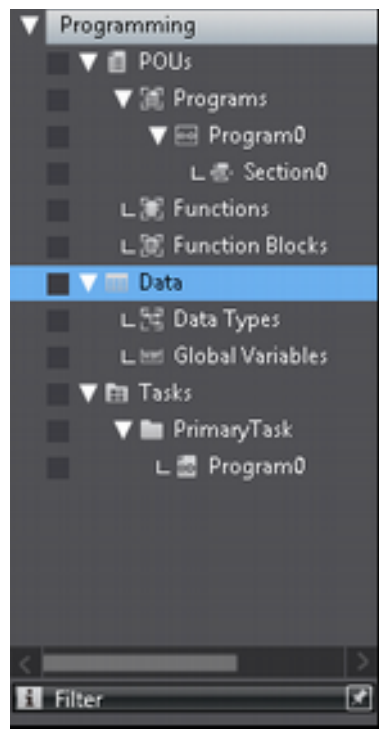 Programming
POUs
Programs
Program0
Section0
Functions
Function Blocks
Data
Data Types
Global Variables
Tasks
PrimaryTask
Program0
Filter